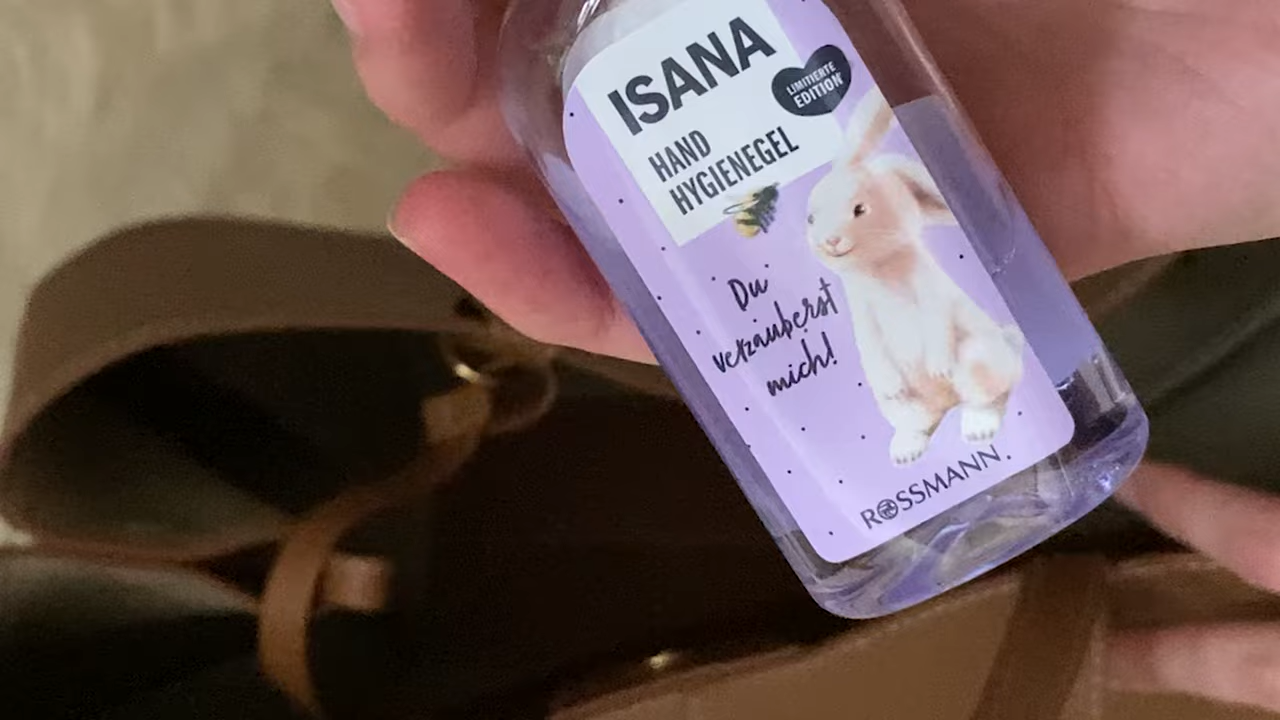 ISANA
LIMITIERTE
EDITION
HAND
HYGIENEGEL
Du
verzauberst
mich!
ROSSMANN.